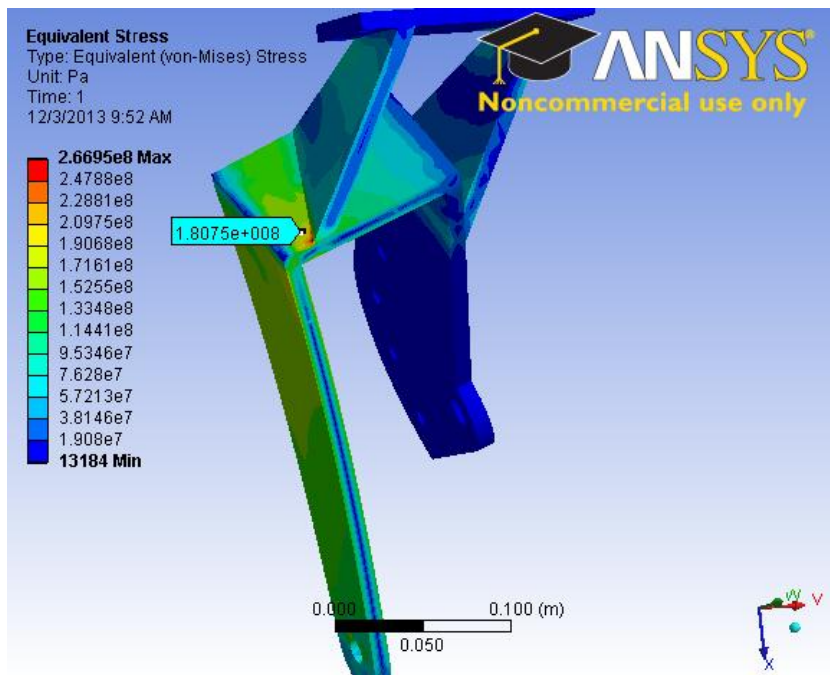 Equivalent Stress
Type: Equivalent (von-Mises) Stress
Unit: Pa
Time: 1
12/3/2013 9:52 AM
ANSYS
Noncommercial use only
2.6695e8 Max
2.4788e8
2.2881e8
2.0975e8
1.9068e8
1.7161e8
1.5255e8
1.3348e8
1.1441e8
9.5346e7
7.628e7
5.7213e7
3.8146e7
1.908e7
13184 Min
1.8075e+008
0.000
0.100 (m)
0.050
W
V
X